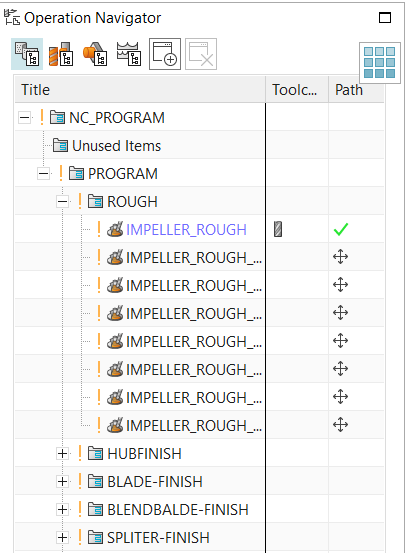 Operation Navigator
Title Toolc... Path
NC_PROGRAM
Unused Items
PROGRAM
ROUGH
IMPELLER_ROUGH
IMPELLER_ROUGH_...
IMPELLER_ROUGH_...
IMPELLER_ROUGH_...
IMPELLER_ROUGH_...
IMPELLER_ROUGH_...
IMPELLER_ROUGH_...
IMPELLER_ROUGH_...
HUBFINISH
BLADE-FINISH
BLENDBALDE-FINISH
SPLITER-FINISH